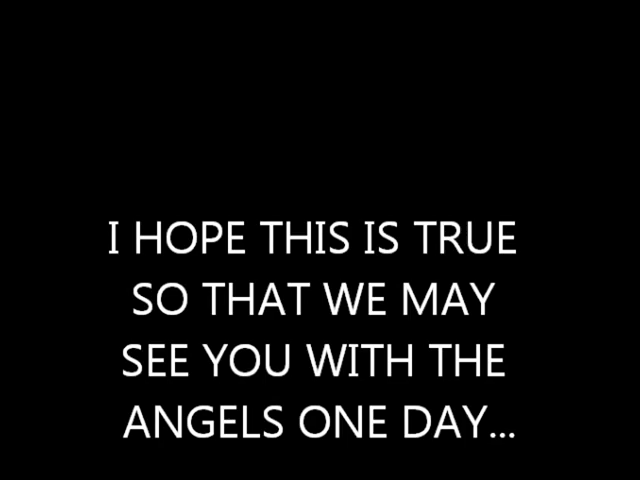 I HOPE THIS IS TRUE
SO THAT WE MAY
SEE YOU WITH THE
ANGELS ONE DAY...